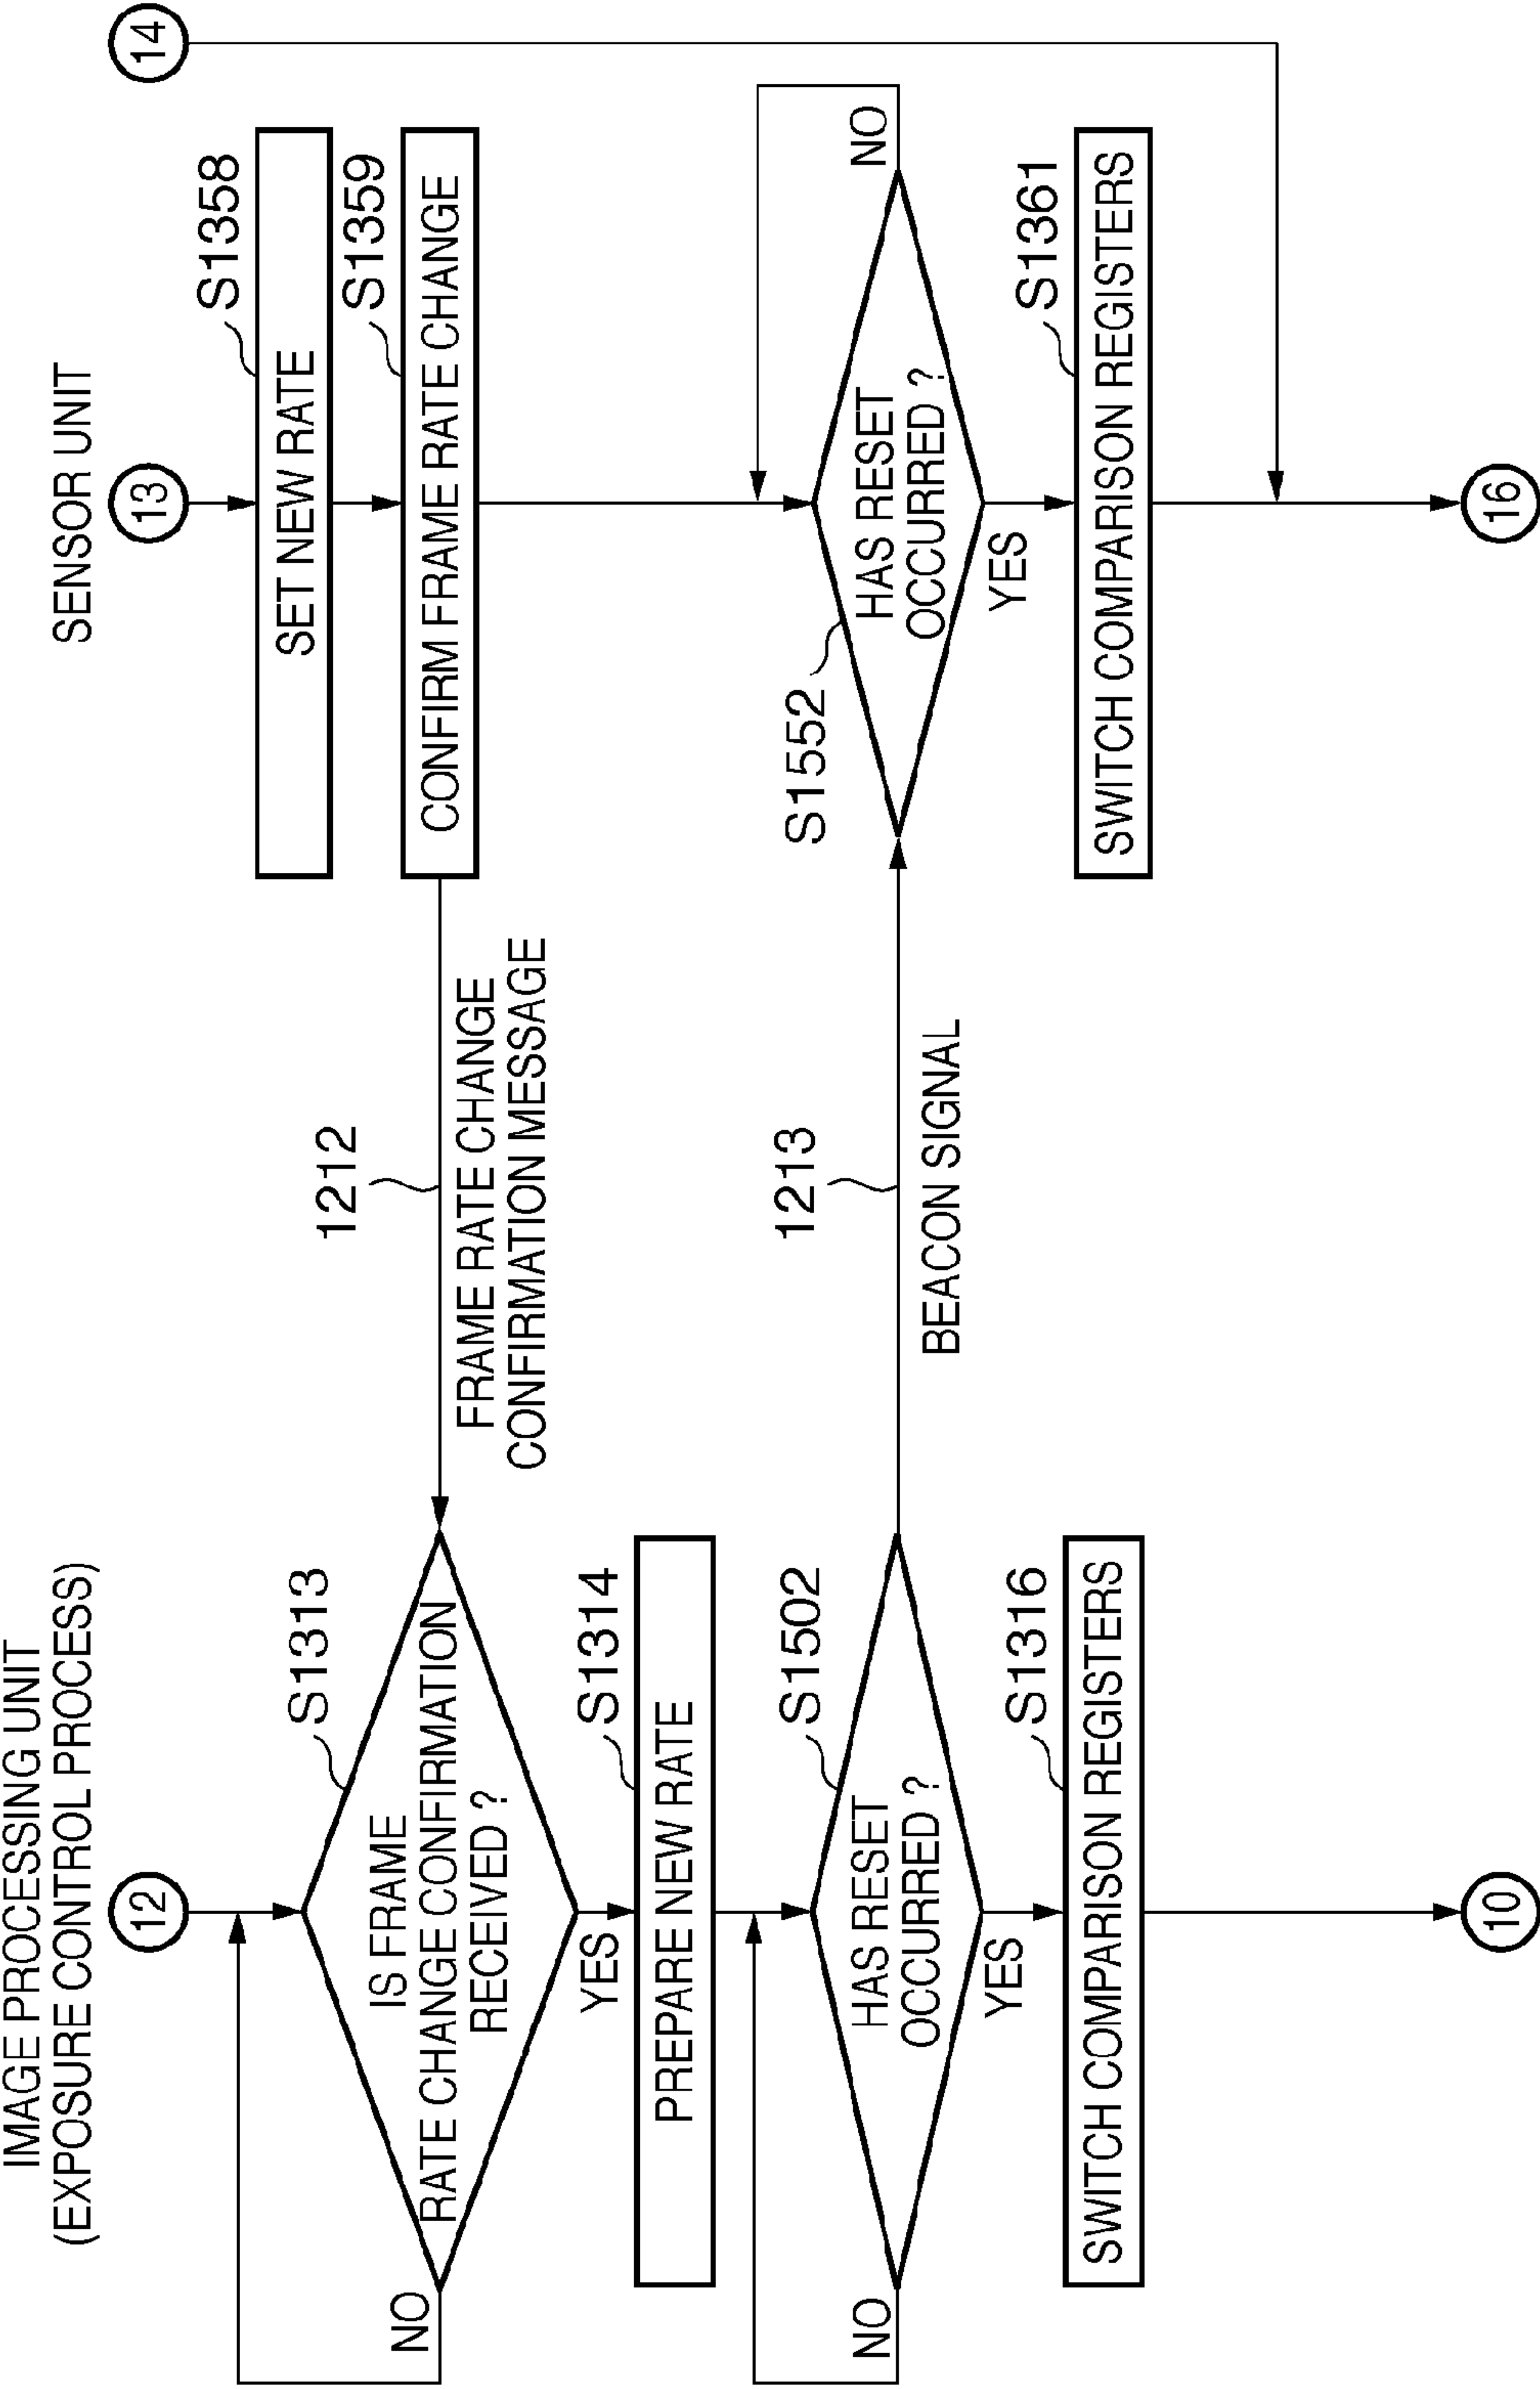 IMAGE PROCESSING UNIT
(EXPOSURE CONTROL PROCESS)
12
S1313
IS FRAME
RATE CHANGE CONFIRMATION
RECEIVED ?
NO
YES
S1314
PREPARE NEW RATE
S1502
HAS RESET
OCCURRED ?
NO
YES
S1316
SWITCH COMPARISON REGISTERS
10
1212
FRAME RATE CHANGE
CONFIRMATION MESSAGE
1213
BEACON SIGNAL
SENSOR UNIT
13
14
S1358
SET NEW RATE
S1359
CONFIRM FRAME RATE CHANGE
S1552
HAS RESET
OCCURRED ?
NO
YES
S1361
SWITCH COMPARISON REGISTERS
16